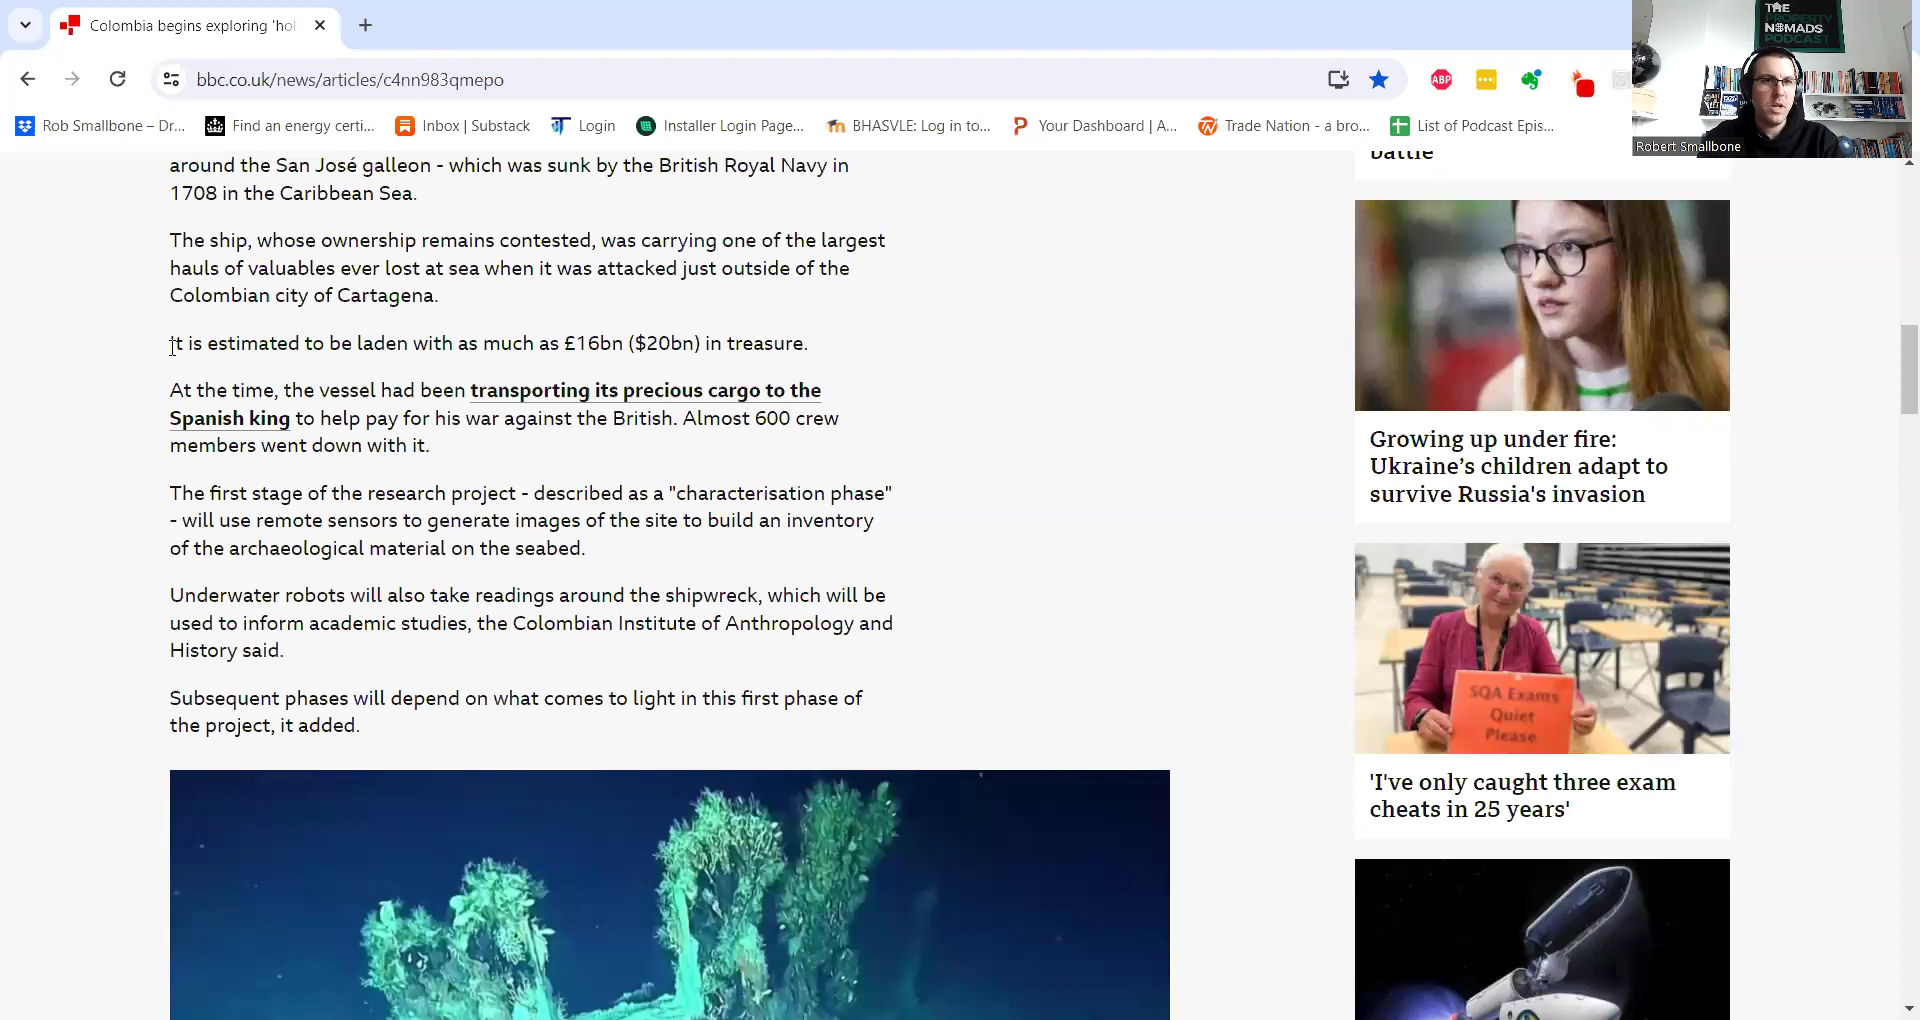 Colombia begins exploring 'hol
bbc.co.uk/news/articles/c4nn983qmepo
ABP
Rob Smallbone – Dr...
Find an energy certi...
Inbox | Substack
Login
Installer Login Page...
BHASVLE: Log in to...
Your Dashboard | A...
Trade Nation - a bro...
List of Podcast Epis...
THE
PROPERTY
NOMADS
PODCAST
Robert Smallbone
around the San José galleon - which was sunk by the British Royal Navy in
1708 in the Caribbean Sea.
The ship, whose ownership remains contested, was carrying one of the largest
hauls of valuables ever lost at sea when it was attacked just outside of the
Colombian city of Cartagena.
It is estimated to be laden with as much as £16bn ($20bn) in treasure.
At the time, the vessel had been transporting its precious cargo to the
Spanish king to help pay for his war against the British. Almost 600 crew
members went down with it.
The first stage of the research project - described as a "characterisation phase"
- will use remote sensors to generate images of the site to build an inventory
of the archaeological material on the seabed.
Underwater robots will also take readings around the shipwreck, which will be
used to inform academic studies, the Colombian Institute of Anthropology and
History said.
Subsequent phases will depend on what comes to light in this first phase of
the project, it added.
battle
Growing up under fire:
Ukraine’s children adapt to
survive Russia's invasion
SQA Exams
Quiet
Please
'I've only caught three exam
cheats in 25 years'